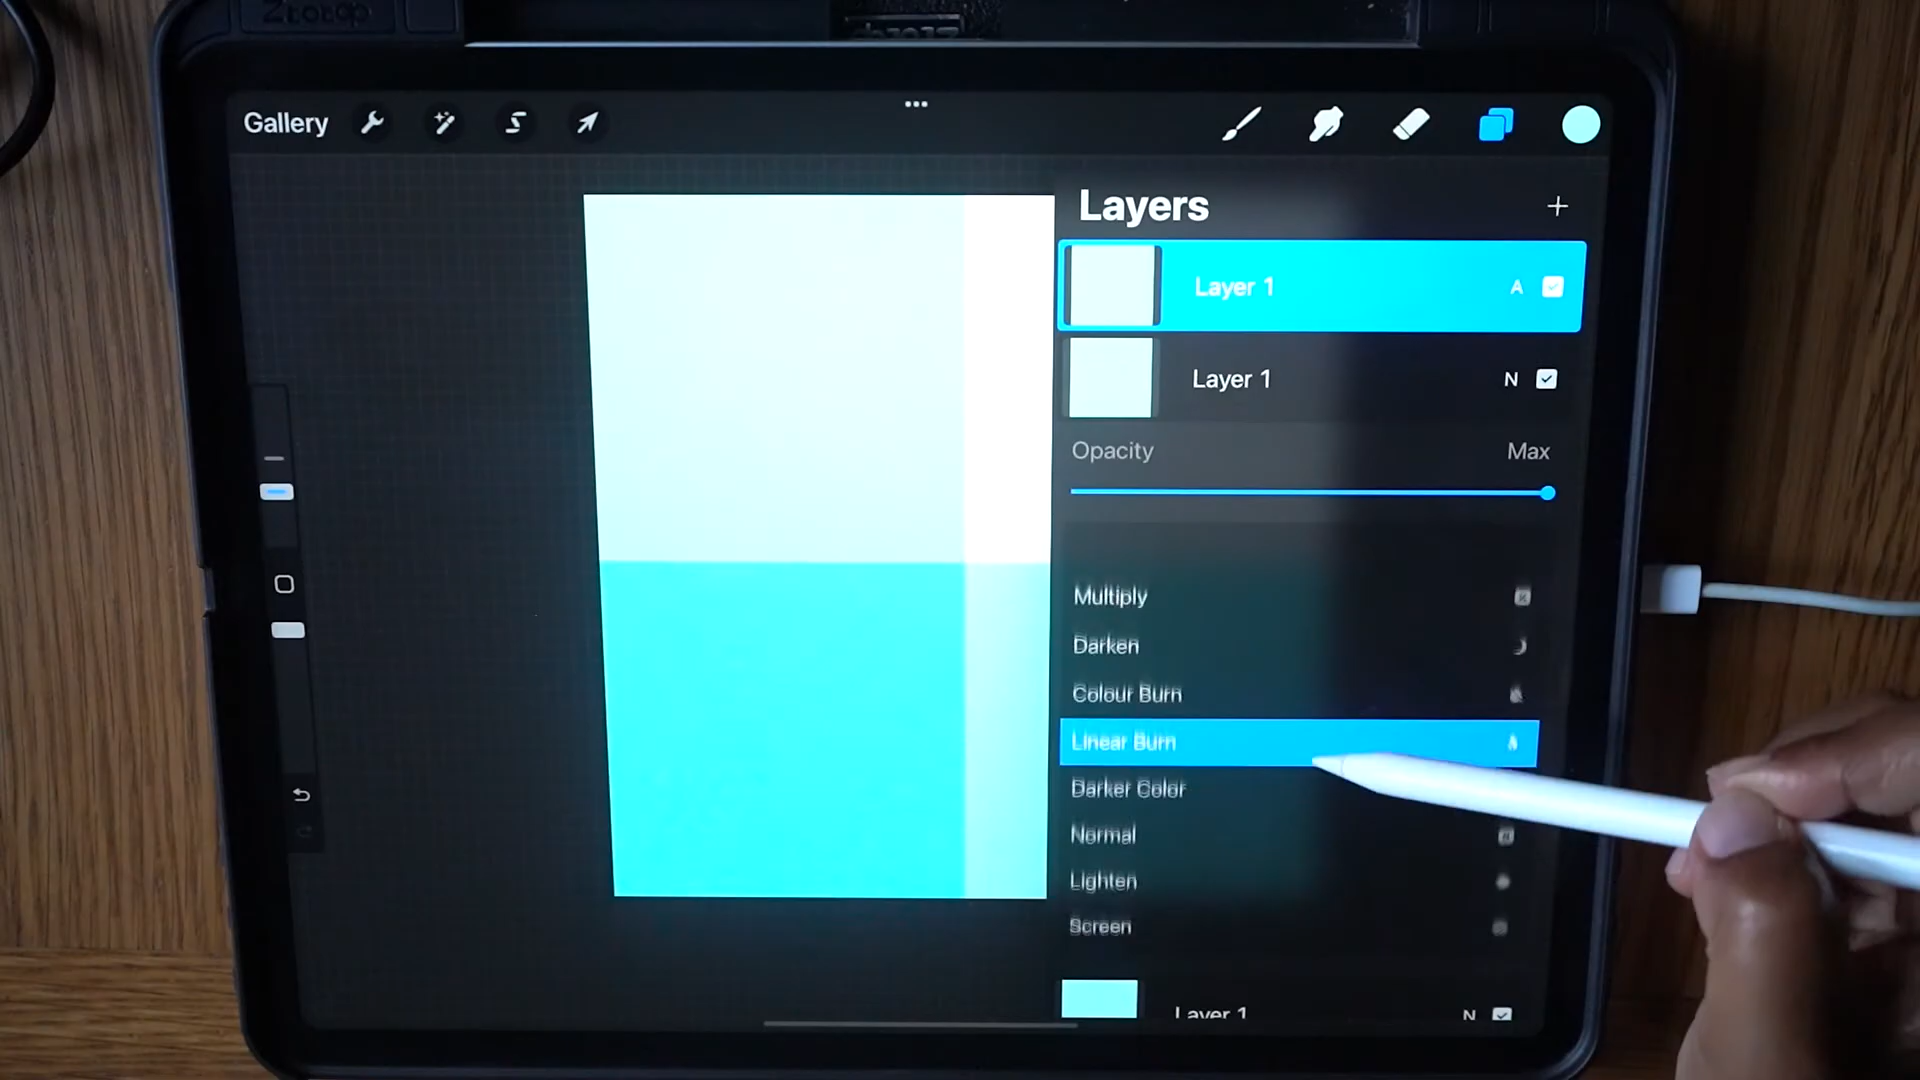 Ztotop
Gallery
Layers
Layer 1
A
Layer 1
N
Opacity
Max
Multiply
Darken
Colour Burn
Linear Burn
Darker Color
Normal
Lighten
Screen
Layer 1
N